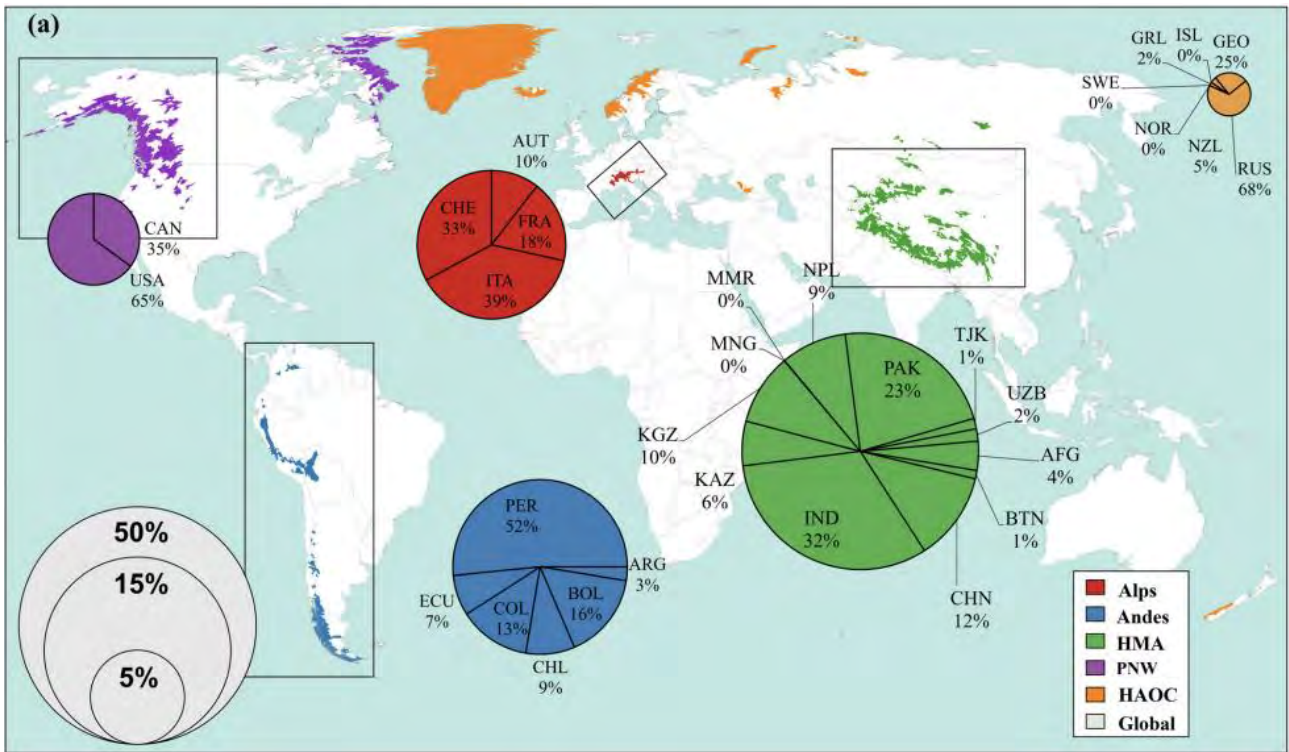 (a)
GRL
2%
ISL
0%
GEO
25%
SWE
0%
NOR
0%
NZL
5%
RUS
68%
CAN
35%
USA
65%
AUT
10%
CHE
33%
FRA
18%
ITA
39%
MMR
0%
NPL
9%
MNG
0%
TJK
1%
PAK
23%
UZB
2%
KGZ
10%
AFG
4%
KAZ
6%
IND
32%
BTN
1%
CHN
12%
PER
52%
ARG
3%
ECU
7%
COL
13%
BOL
16%
CHL
9%
50%
15%
5%
Alps
Andes
HMA
PNW
HAOC
Global